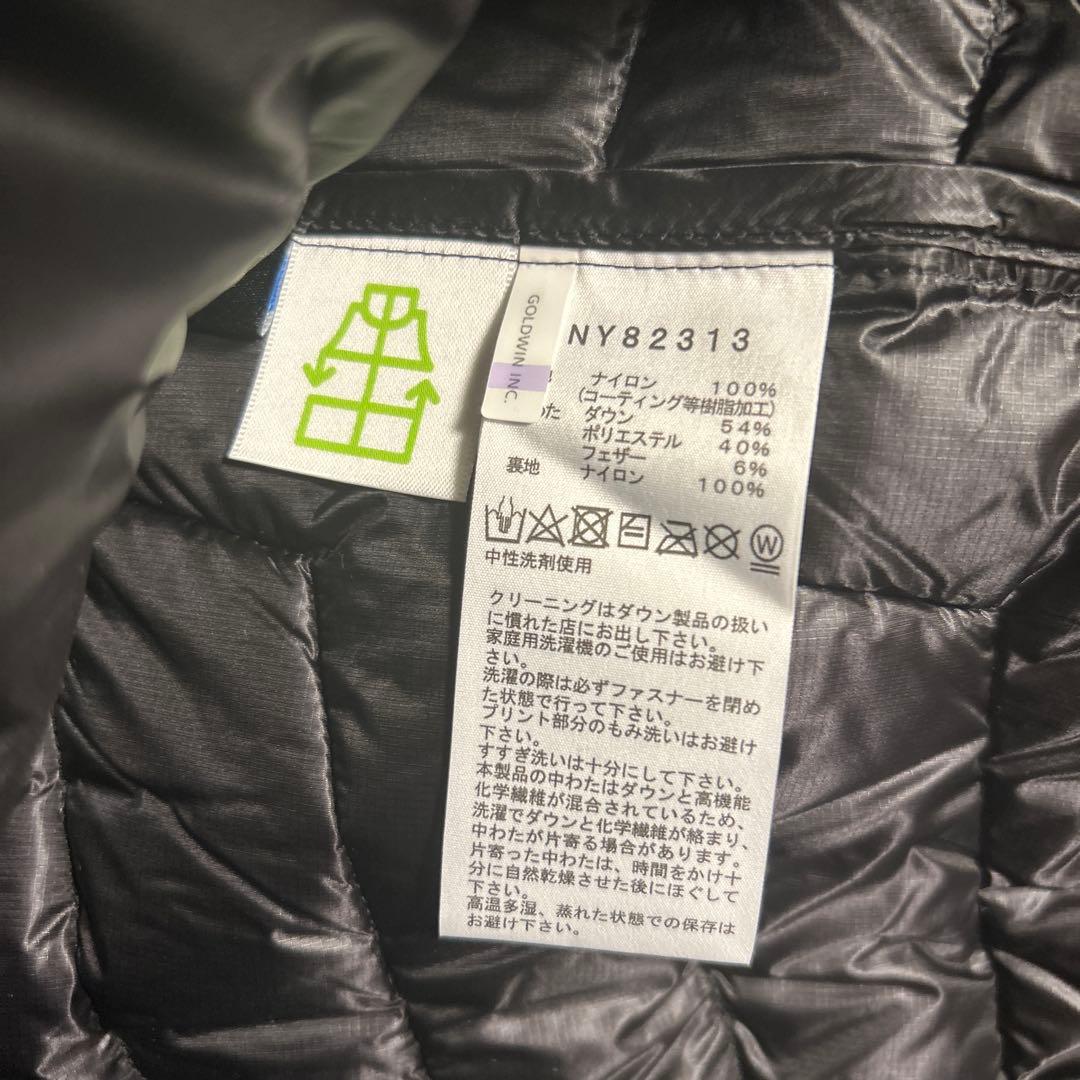 GOLDWIN INC.
NY82313
ナイロン 100%
(コーティング等樹脂加工)
わた ダウン 54%
ポリエステル 40%
フェザー 6%
裏地 ナイロン 100%
W
中性洗剤使用
クリーニングはダウン製品の扱い
に慣れた店にお出し下さい。
家庭用洗濯機のご使用はお避け下
さい。
洗濯の際は必ずファスナーを閉め
た状態で行って下さい。
プリント部分のもみ洗いはお避け
下さい。
すすぎ洗いは十分にして下さい。
本製品の中わたはダウンと高機能
化学繊維が混合されているため、
洗濯でダウンと化学繊維が絡まり、
中わたが片寄る場合があります。
片寄った中わたは、時間をかけ十
分に自然乾燥させた後にほぐして
下さい。
高温多湿、蒸れた状態での保存は
お避け下さい。